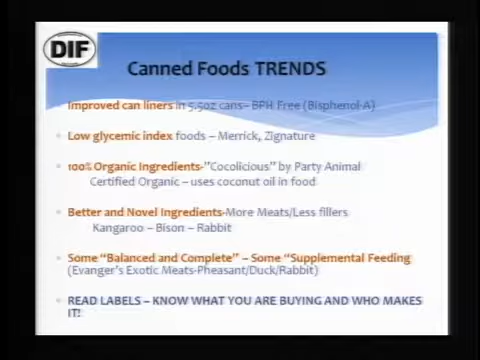 DIF
Canned Foods TRENDS
Improved can liners in 5.5oz cans– BPH Free (Bisphenol-A)
Low glycemic index foods – Merrick, Zignature
100% Organic Ingredients-"Cocolicious" by Party Animal
Certified Organic – uses coconut oil in food
Better and Novel Ingredients-More Meats/Less fillers
Kangaroo – Bison – Rabbit
Some "Balanced and Complete" – Some "Supplemental Feeding
(Evanger's Exotic Meats-Pheasant/Duck/Rabbit)
READ LABELS – KNOW WHAT YOU ARE BUYING AND WHO MAKES
IT!